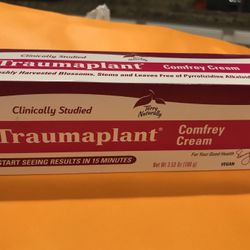 Clinically Studied
Traumaplant® Comfrey Cream
Freshly Harvested Blossoms, Stems and Leaves Free of Pyrrolizidine Alkaloids
Clinically Studied
Terry Naturally
Traumaplant®
Comfrey
Cream
START SEEING RESULTS IN 15 MINUTES
For Your Good Health
Net Wt 3.53 Oz (100 g)
VEGAN